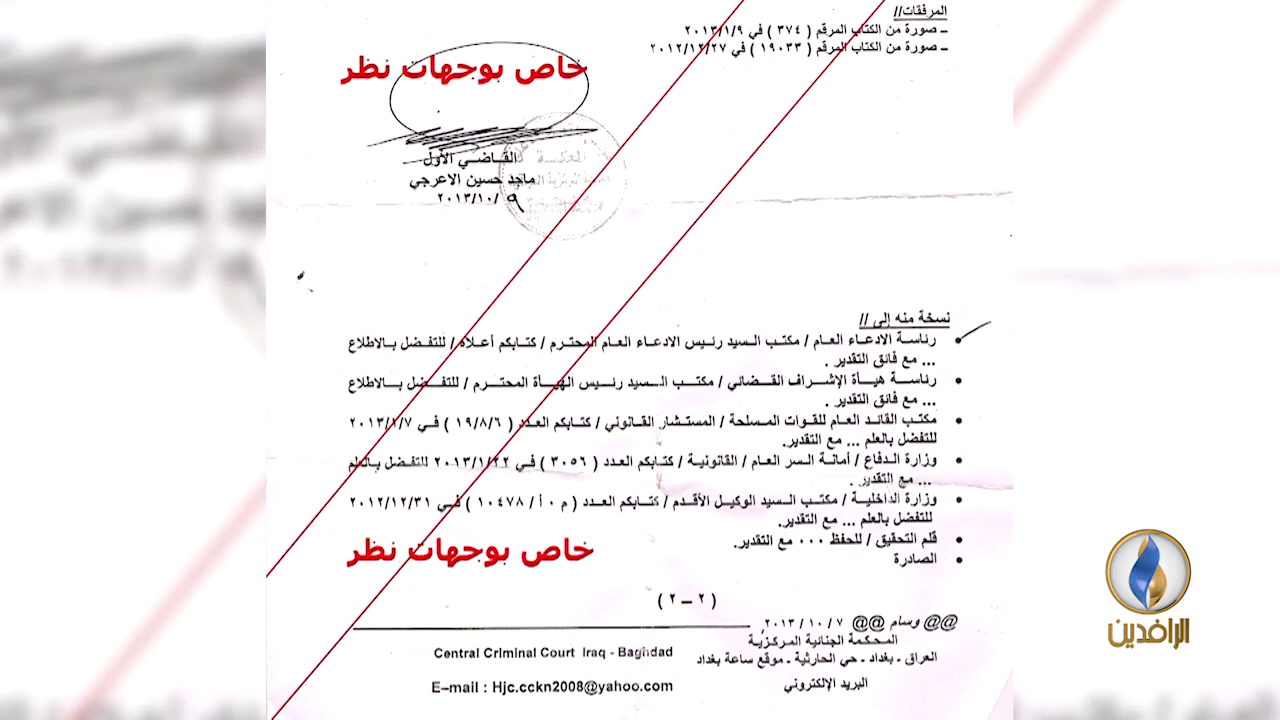 المرفقات//
ـ صورة من الكتاب المرقم ( ٣٧٤ ) في ٢٠١٣/١/٩
ـ صورة من الكتاب المرقم ( ١٩٠٣٣ ) في ٢٠١٢/١٢/٢٧
خاص بوجهات نظر
القاضي الأول
ماجد حسين الاعرجي
٩ /٢٠١٣/١٠
نسخة منه إلى //
• رئاسة الادعاء العام / مكتب السيد رئيس الادعاء العام المحترم / كتابكم أعلاه / للتفضل بالاطلاع
... مع فائق التقدير .
• رئاسة هيأة الإشراف القضائي / مكتب السيد رئيس الهيأة المحترم / للتفضل بالاطلاع
... مع فائق التقدير .
• مكتب القائد العام للقوات المسلحة / المستشار القانوني / كتابكم العدد ( ١٩/٨/٦ ) في ٢٠١٣/١/٧
للتفضل بالعلم ... مع التقدير.
• وزارة الدفاع / أمانة السر العام / القانونية / كتابكم العدد ( ٣٠٥٦ ) في ٢٠١٣/١/٢٢ للتفضل بالعلم
... مع التقدير .
• وزارة الداخلية / مكتب السيد الوكيل الأقدم / كتابكم العدد ( م ٠ أ / ١٠٤٧٨ ) في ٢٠١٢/١٢/٣١
للتفضل بالعلم ... مع التقدير.
• قلم التحقيق / للحفظ ٠٠٠ مع التقدير.
• الصادرة
خاص بوجهات نظر
( ٢ – ٢ )
@@ وسام @@ ٧ / ١٠ / ٢٠١٣
المحكمة الجنائية المركزية
العراق ـ بغداد ـ حي الحارثية ـ موقع ساعة بغداد
Central Criminal Court Iraq - Baghdad
البريد الإلكتروني
E–mail : Hjc.cckn2008@yahoo.com
الرافدين